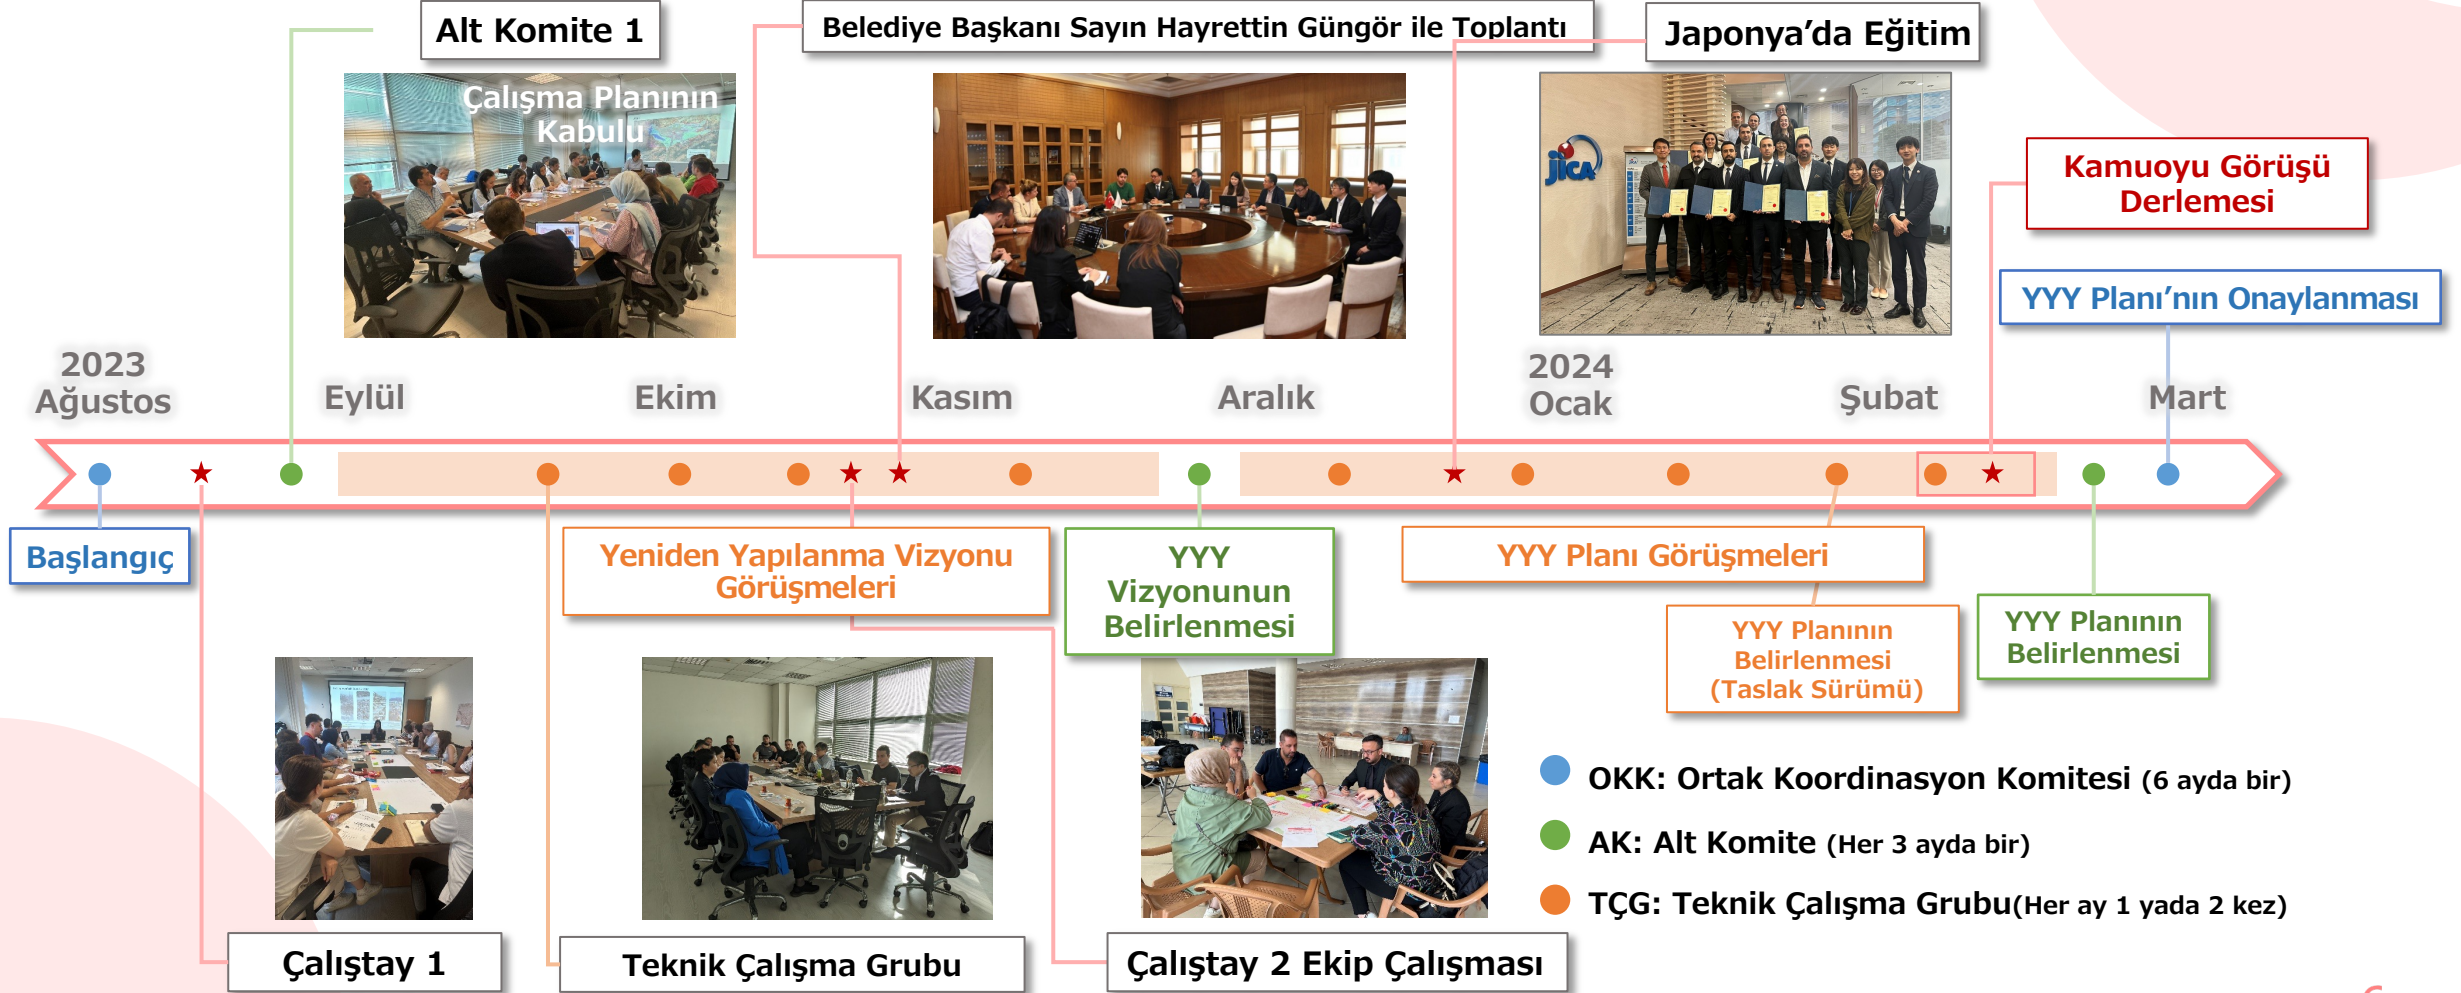 Alt Komite 1
Belediye Başkanı Sayın Hayrettin Güngör ile Toplantı
Japonya’da Eğitim
Çalışma Planının
Kabulu
jica
Kamuoyu Görüşü
Derlemesi
YYY Planı’nın Onaylanması
2023
Ağustos
Eylül
Ekim
Kasım
Aralık
2024
Ocak
Şubat
Mart
Başlangıç
Yeniden Yapılanma Vizyonu
Görüşmeleri
YYY
Vizyonunun
Belirlenmesi
YYY Planı Görüşmeleri
YYY Planının
Belirlenmesi
(Taslak Sürümü)
YYY Planının
Belirlenmesi
OKK: Ortak Koordinasyon Komitesi (6 ayda bir)
AK: Alt Komite (Her 3 ayda bir)
TÇG: Teknik Çalışma Grubu(Her ay 1 yada 2 kez)
Çalıştay 1
Teknik Çalışma Grubu
Çalıştay 2 Ekip Çalışması